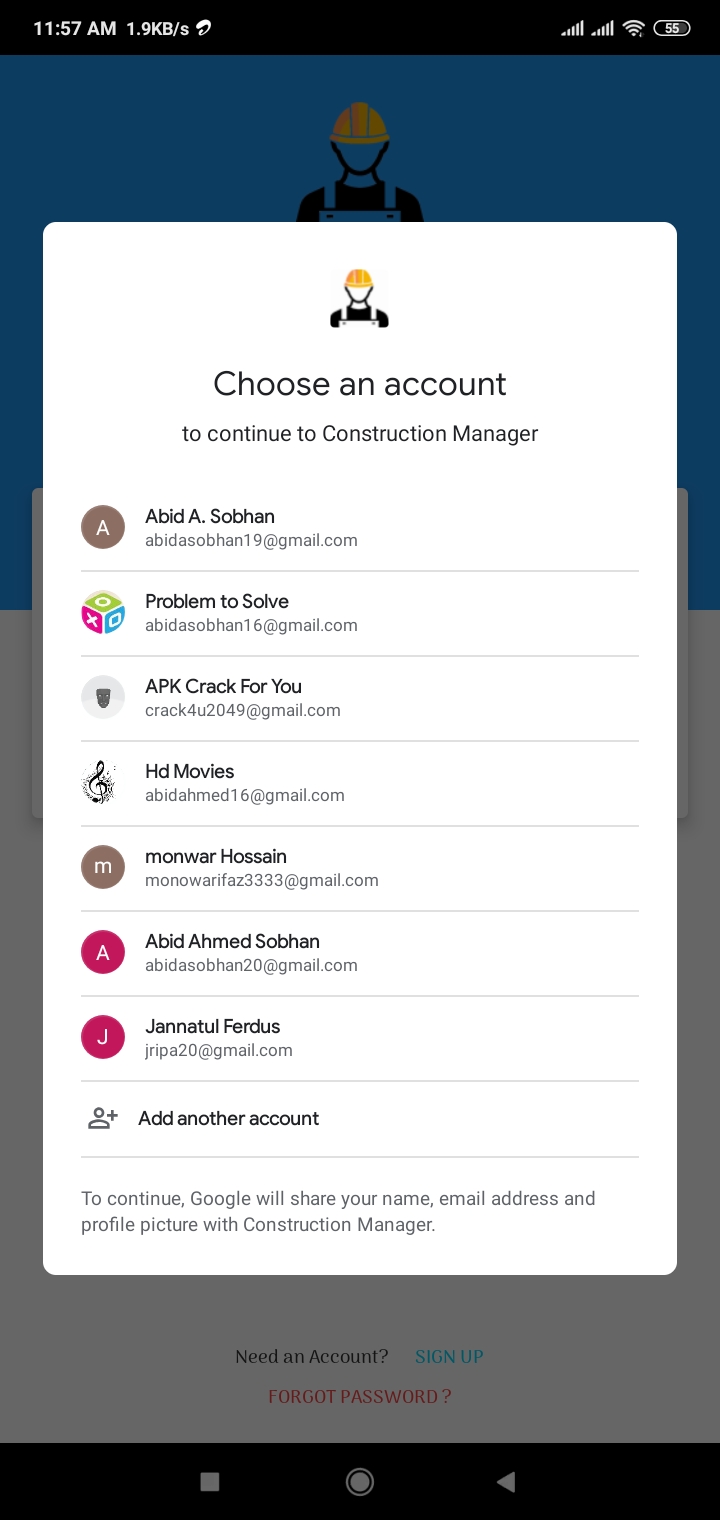 11:57 AM 1.9KB/s 55
Choose an account
to continue to Construction Manager
A Abid A. Sobhan
abidasobhan19@gmail.com
Problem to Solve
abidasobhan16@gmail.com
APK Crack For You
crack4u2049@gmail.com
Hd Movies
abidahmed16@gmail.com
m monwar Hossain
monowarifaz3333@gmail.com
A Abid Ahmed Sobhan
abidasobhan20@gmail.com
J Jannatul Ferdus
jripa20@gmail.com
Add another account
To continue, Google will share your name, email address and
profile picture with Construction Manager.
Need an Account? SIGN UP
FORGOT PASSWORD ?